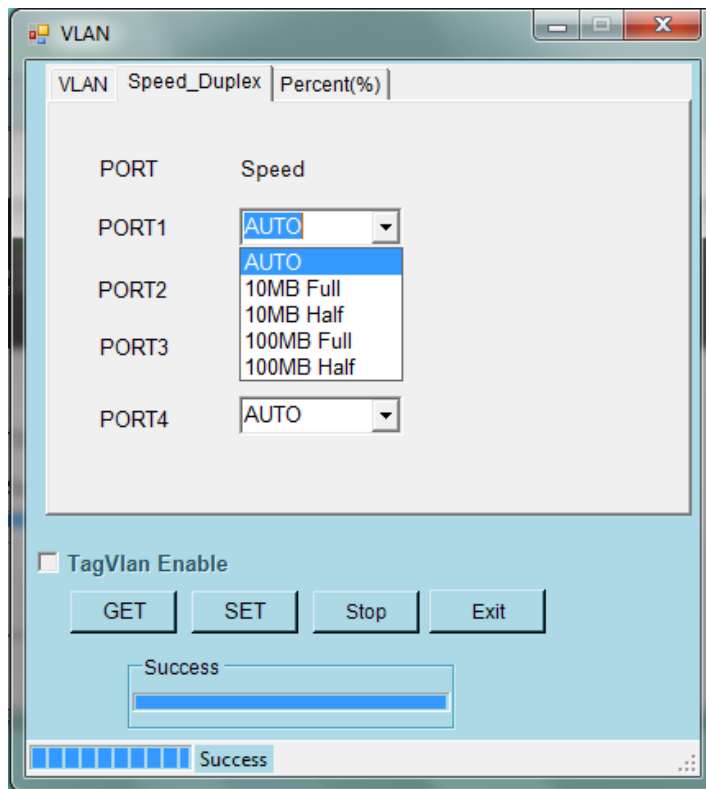 VLAN
VLAN Speed_Duplex Percent(%)
PORT Speed
PORT1 AUTO
AUTO
PORT2 10MB Full
10MB Half
PORT3 100MB Full
100MB Half
PORT4 AUTO
TagVlan Enable
GET SET Stop Exit
Success
Success